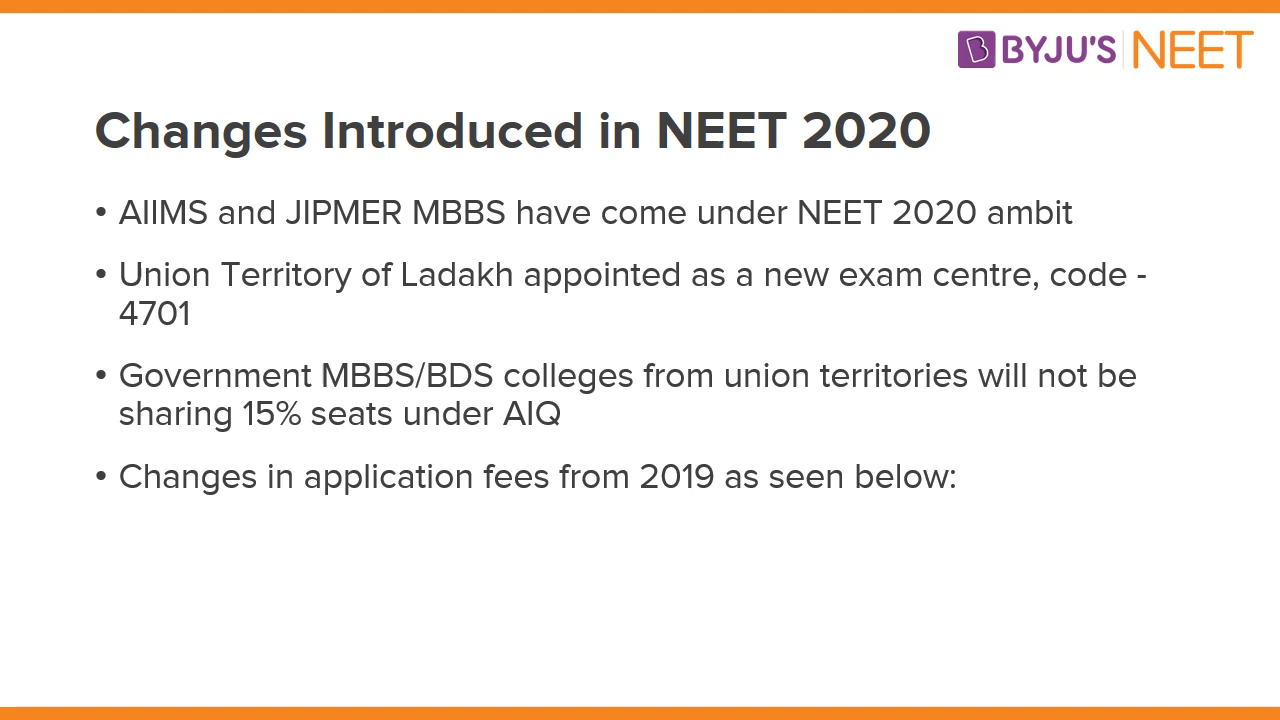 BYJU'S NEET
Changes Introduced in NEET 2020
• AIIMS and JIPMER MBBS have come under NEET 2020 ambit
• Union Territory of Ladakh appointed as a new exam centre, code -
4701
• Government MBBS/BDS colleges from union territories will not be
sharing 15% seats under AIQ
• Changes in application fees from 2019 as seen below: